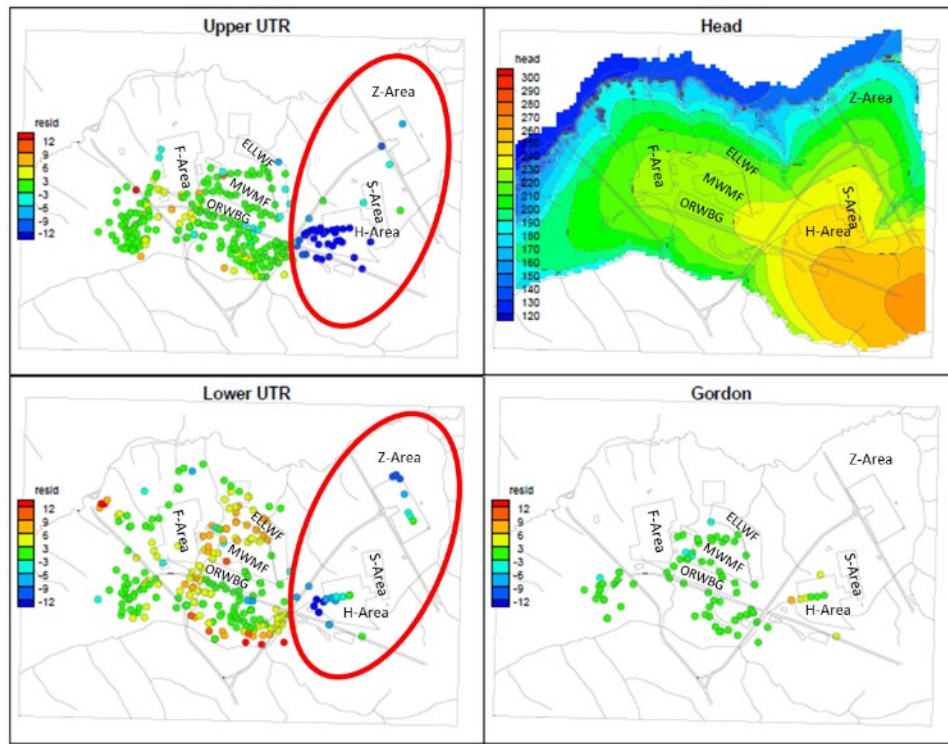 Upper UTR
resid
12
9
6
3
-3
-6
-9
-12
Z-Area
F-Area
ELLWF
MWMF
ORWBG
S-Area
H-Area
Head
head
300
290
280
270
260
250
240
230
220
210
200
190
180
170
160
150
140
130
120
Z-Area
F-Area
ELLWF
MWMF
ORWBG
S-Area
H-Area
Lower UTR
resid
12
9
6
3
-3
-6
-9
-12
Z-Area
F-Area
ELLWF
MWMF
ORWBG
S-Area
H-Area
Gordon
resid
12
9
6
3
-3
-6
-9
-12
Z-Area
F-Area
ELLWF
MWMF
ORWBG
S-Area
H-Area